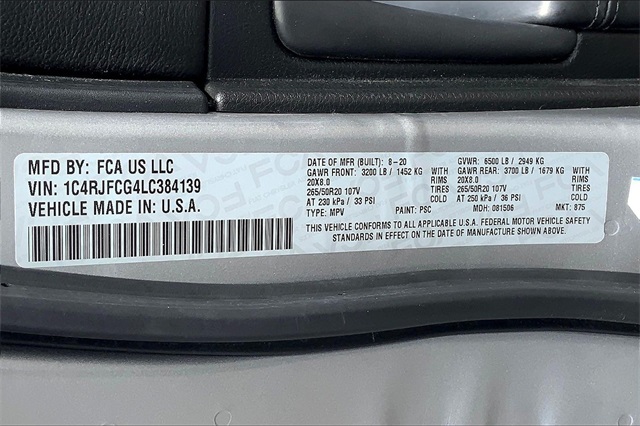 MFD BY: FCA US LLC
VIN: 1C4RJFCG4LC384139
VEHICLE MADE IN: U.S.A.
DATE OF MFR (BUILT): 8-20 GVWR: 6500 LB / 2949 KG
GAWR FRONT: 3200 LB / 1452 KG GAWR REAR: 3700 LB / 1679 KG
20X8.0 RIMS 20X8.0 RIMS
265/50R20 107V TIRES 265/50R20 107V TIRES
AT 230 kPa / 33 PSI COLD AT 250 kPa / 36 PSI COLD
TYPE: MPV PAINT: PSC MDH: 081506 MKT: 875
THIS VEHICLE CONFORMS TO ALL APPLICABLE U.S.A. FEDERAL MOTOR VEHICLE SAFETY
STANDARDS IN EFFECT ON THE DATE OF MANUFACTURE SHOWN ABOVE.